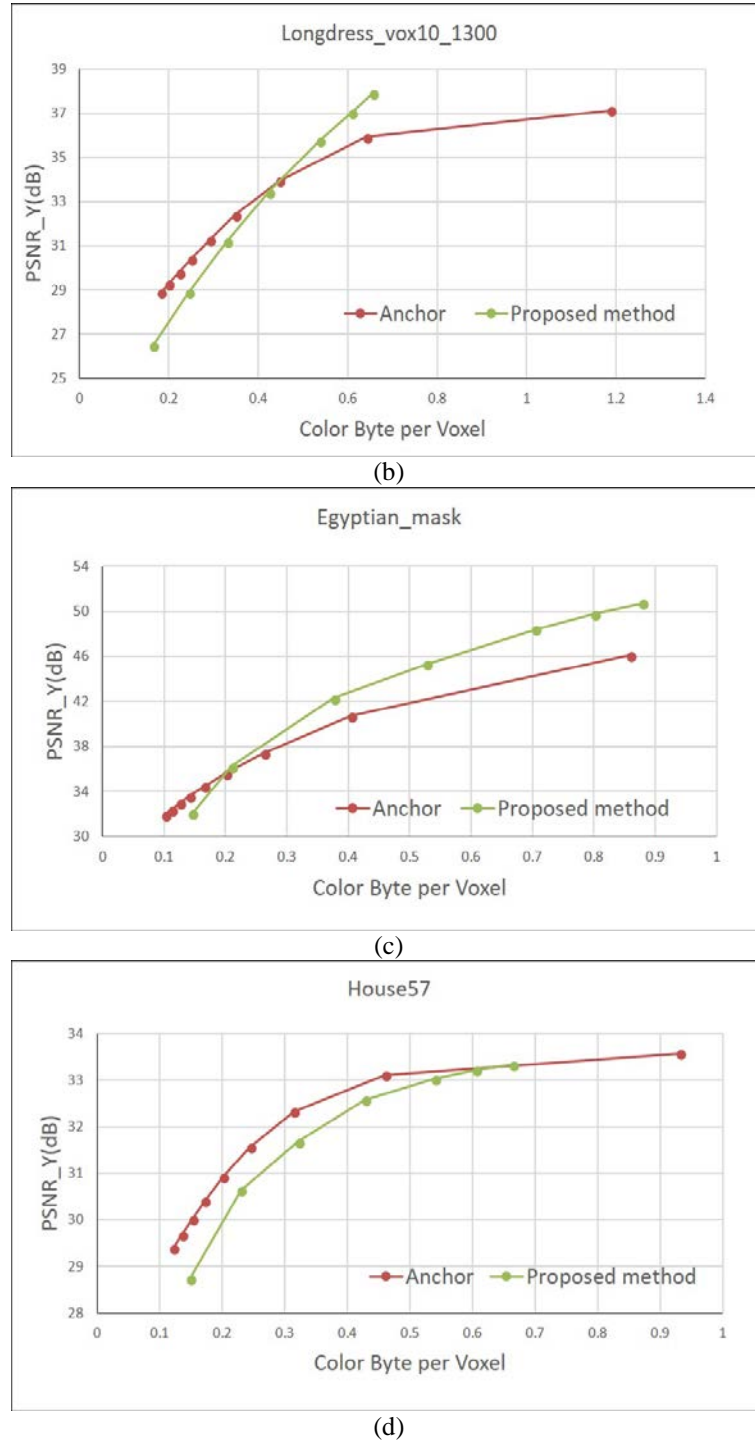 Longdress_vox10_1300
PSNR_Y(dB)
39
37
35
33
31
29
27
25
Anchor Proposed method
0 0.2 0.4 0.6 0.8 1 1.2 1.4
Color Byte per Voxel
(b)
Egyptian_mask
PSNR_Y(dB)
54
50
46
42
38
34
30
Anchor Proposed method
0 0.1 0.2 0.3 0.4 0.5 0.6 0.7 0.8 0.9 1
Color Byte per Voxel
(c)
House57
PSNR_Y(dB)
34
33
32
31
30
29
28
Anchor Proposed method
0 0.1 0.2 0.3 0.4 0.5 0.6 0.7 0.8 0.9 1
Color Byte per Voxel
(d)